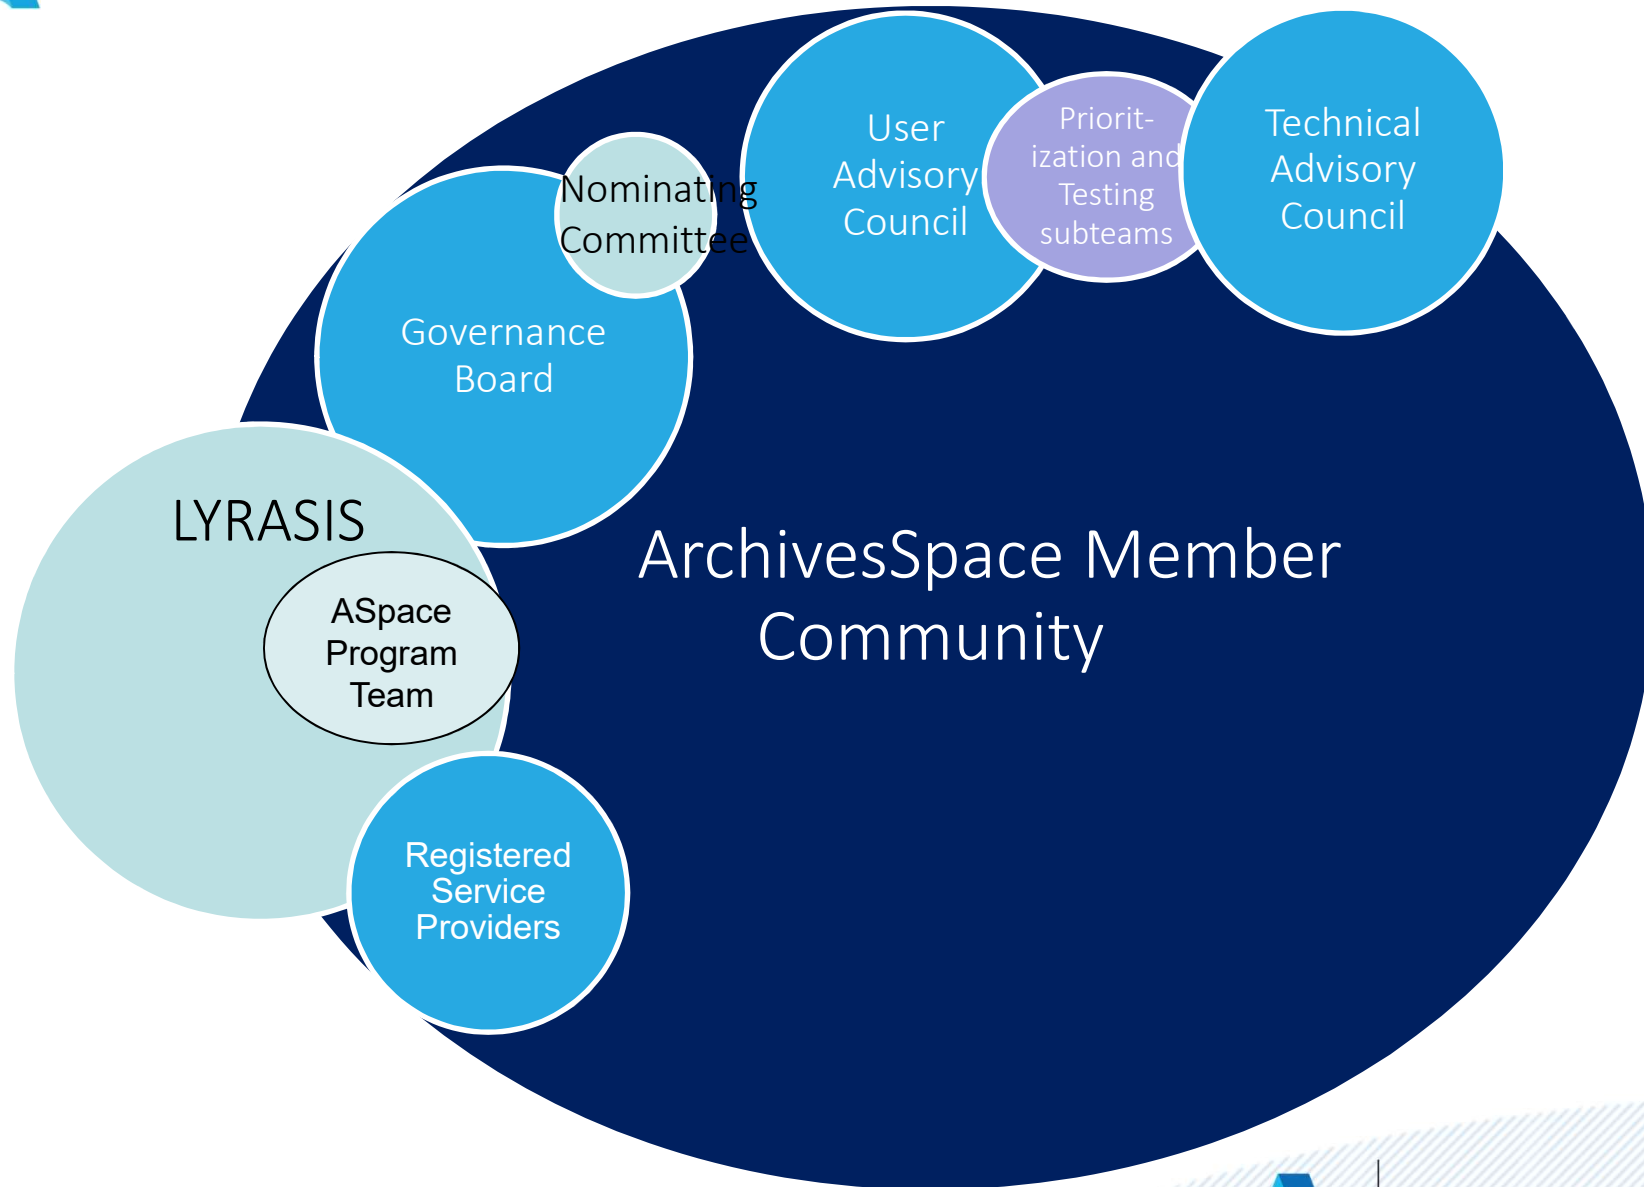 User
Advisory
Council
Priorit-
ization and
Testing
subteams
Technical
Advisory
Council
Nominating
Committee
Governance
Board
LYRASIS
ASpace
Program
Team
ArchivesSpace Member
Community
Registered
Service
Providers